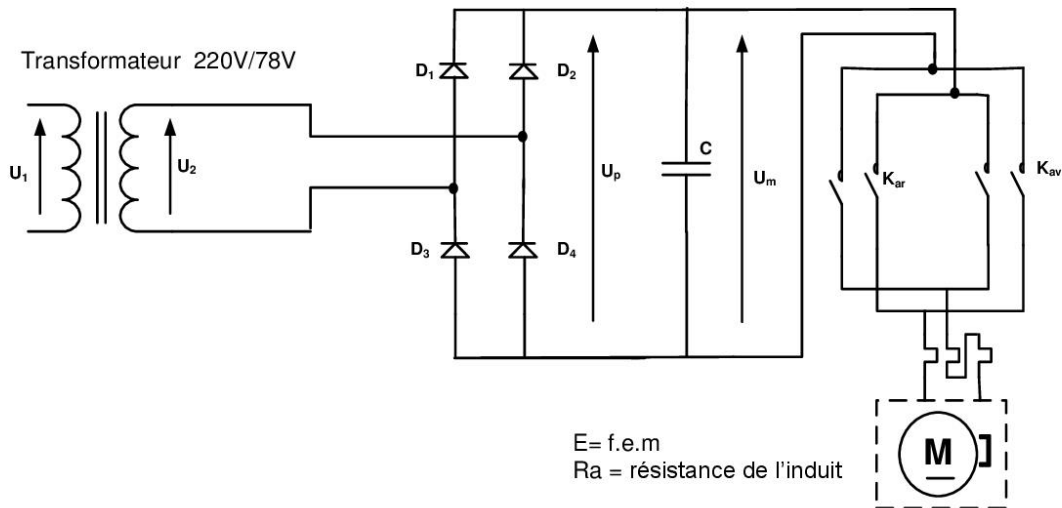 Transformateur 220V/78V
D₁
D₂
U₁
U₂
Uₚ
C
Uₘ
Kₐᵣ
Kₐᵥ
D₃
D₄
E= f.e.m
Ra = résistance de l'induit
M